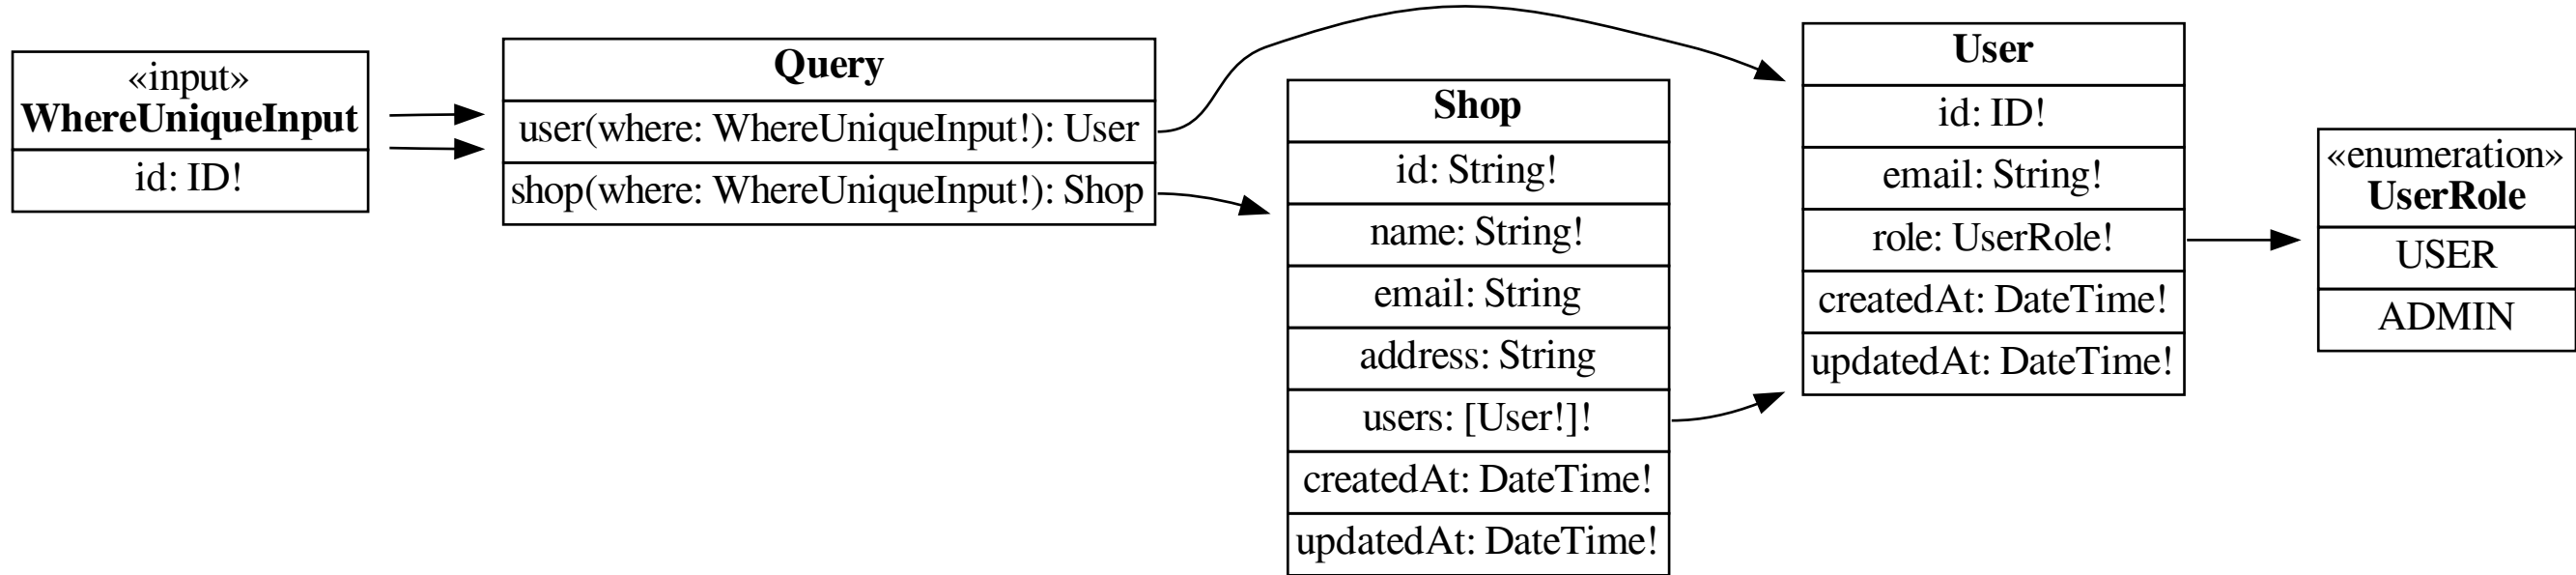 «input»
WhereUniqueInput
id: ID!
Query
user(where: WhereUniqueInput!): User
shop(where: WhereUniqueInput!): Shop
Shop
id: String!
name: String!
email: String
address: String
users: [User!]!
createdAt: DateTime!
updatedAt: DateTime!
User
id: ID!
email: String!
role: UserRole!
createdAt: DateTime!
updatedAt: DateTime!
«enumeration»
UserRole
USER
ADMIN